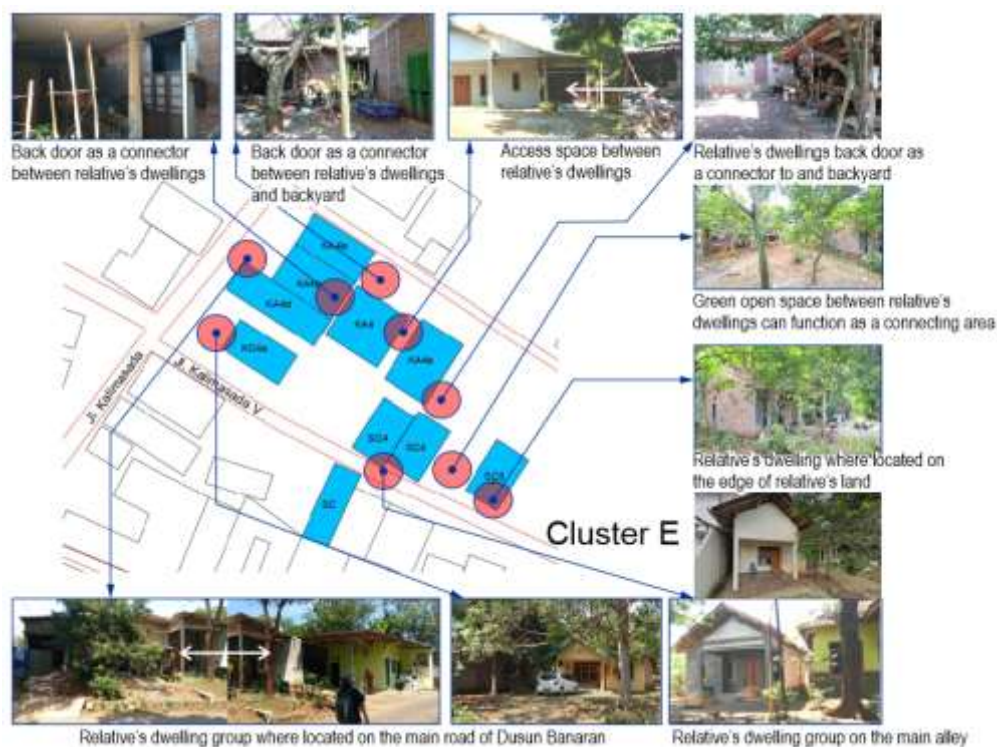 Back door as a connector
between relative's dwellings
Back door as a connector
between relative's dwellings
and backyard
Access space between
relative's dwellings
Relative's dwellings back door as
a connector to and backyard
Green open space between relative's
dwellings can function as a connecting area
Relative's dwelling where located on
the edge of relative's land
Jl. Kalimasada
Jl. Kalimasada V
KA4
SG4
SG
Cluster E
Relative's dwelling group where located on the main road of Dusun Banaran
Relative's dwelling group on the main alley